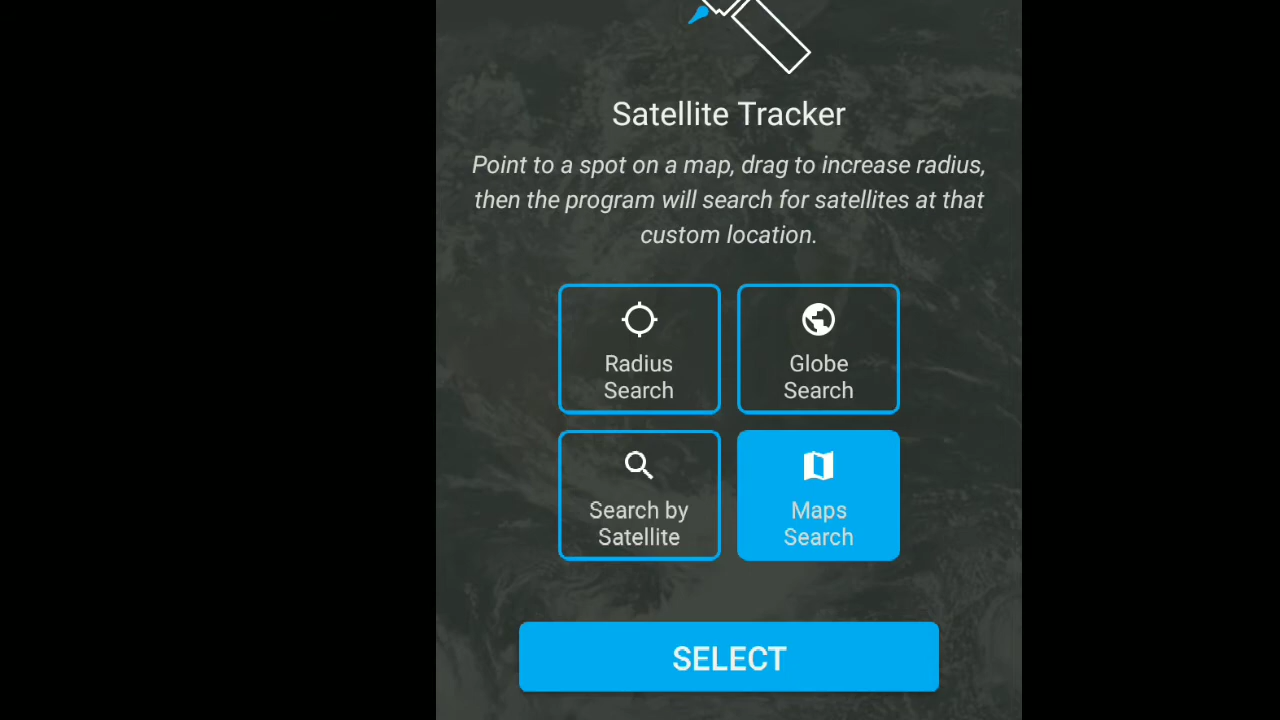 Satellite Tracker
Point to a spot on a map, drag to increase radius,
then the program will search for satellites at that
custom location.
Radius
Search
Globe
Search
Search by
Satellite
Maps
Search
SELECT